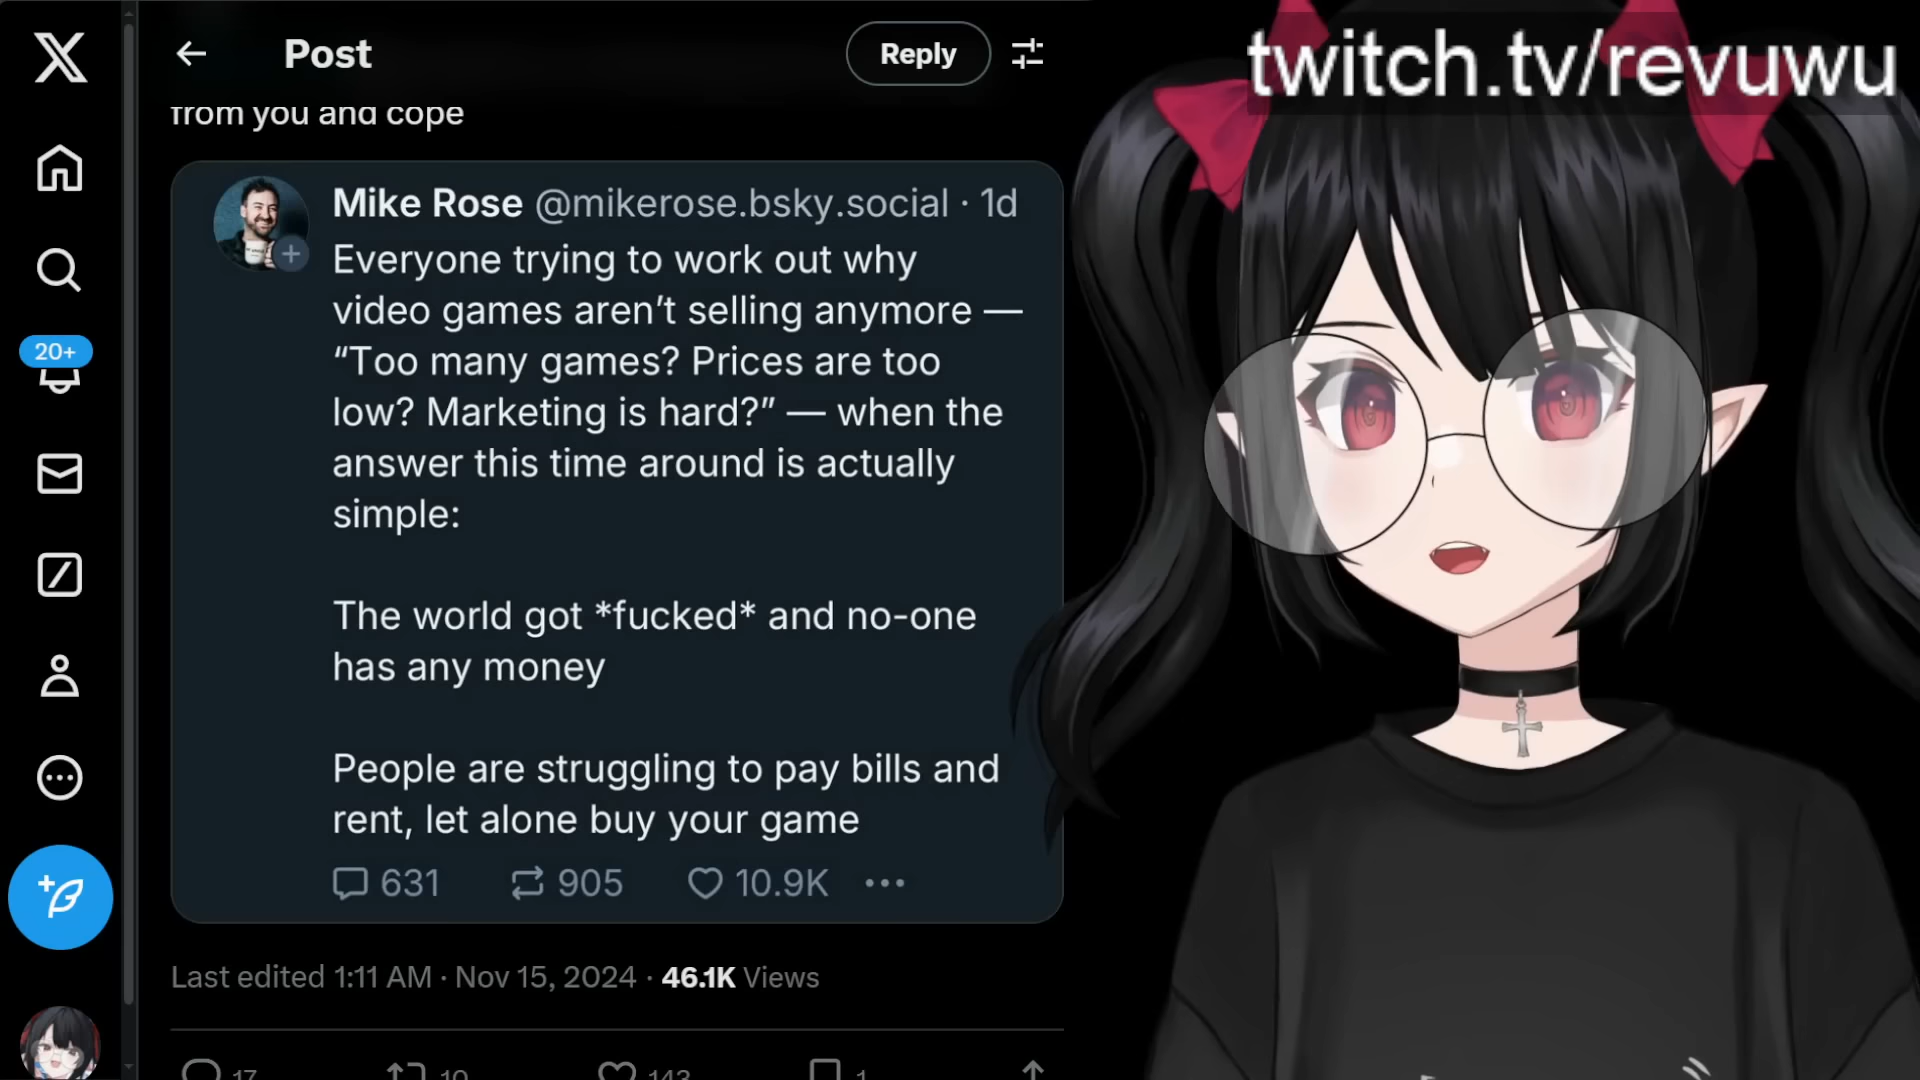 Post
Reply
twitch.tv/revuwu
from you and cope
Mike Rose @mikerose.bsky.social · 1d
Everyone trying to work out why
video games aren’t selling anymore —
“Too many games? Prices are too
low? Marketing is hard?” — when the
answer this time around is actually
simple:
The world got *fucked* and no-one
has any money
People are struggling to pay bills and
rent, let alone buy your game
631 905 10.9K
20+
Last edited 1:11 AM · Nov 15, 2024 · 46.1K Views
17 10 143 1